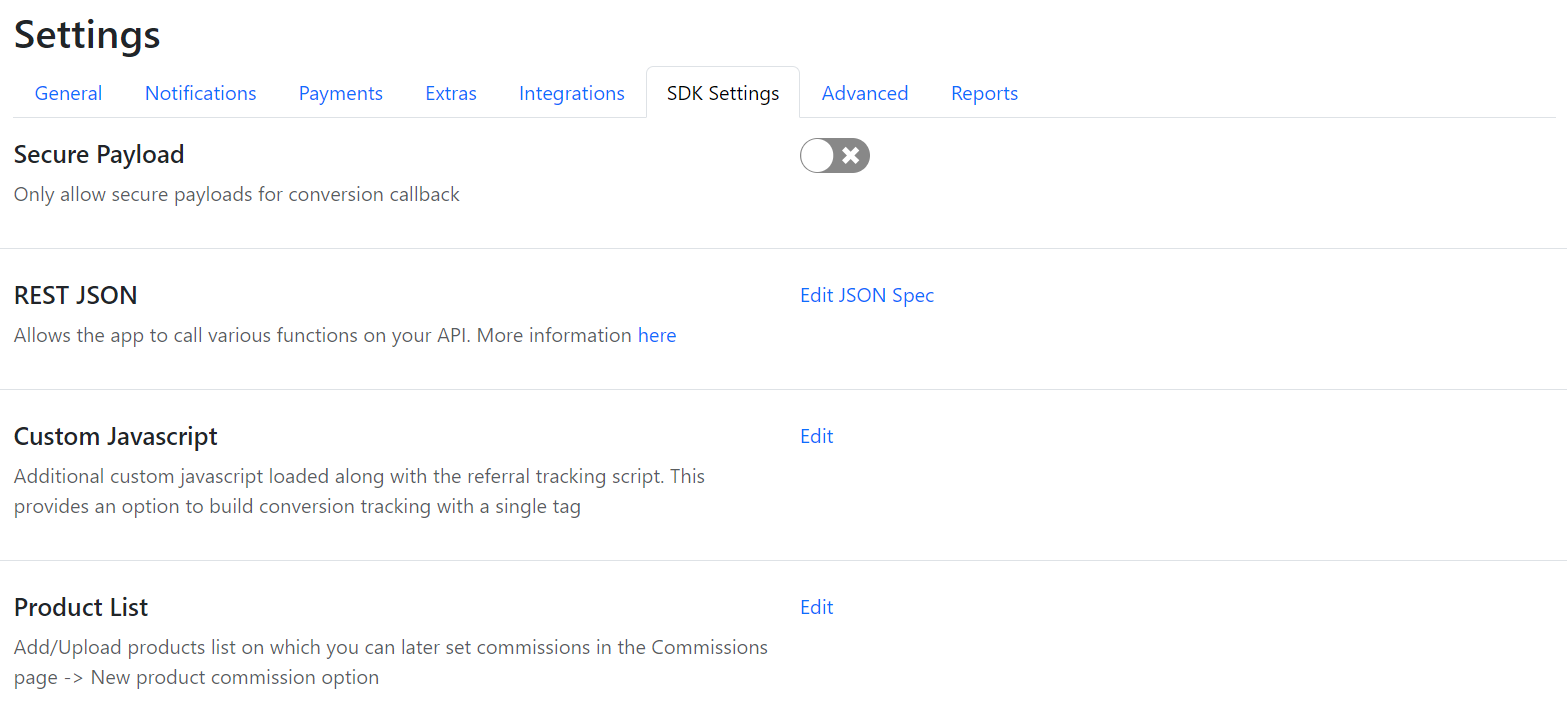 Settings
General Notifications Payments Extras Integrations SDK Settings Advanced Reports
Secure Payload
Only allow secure payloads for conversion callback
REST JSON
Edit JSON Spec
Allows the app to call various functions on your API. More information here
Custom Javascript
Edit
Additional custom javascript loaded along with the referral tracking script. This
provides an option to build conversion tracking with a single tag
Product List
Edit
Add/Upload products list on which you can later set commissions in the Commissions
page -> New product commission option